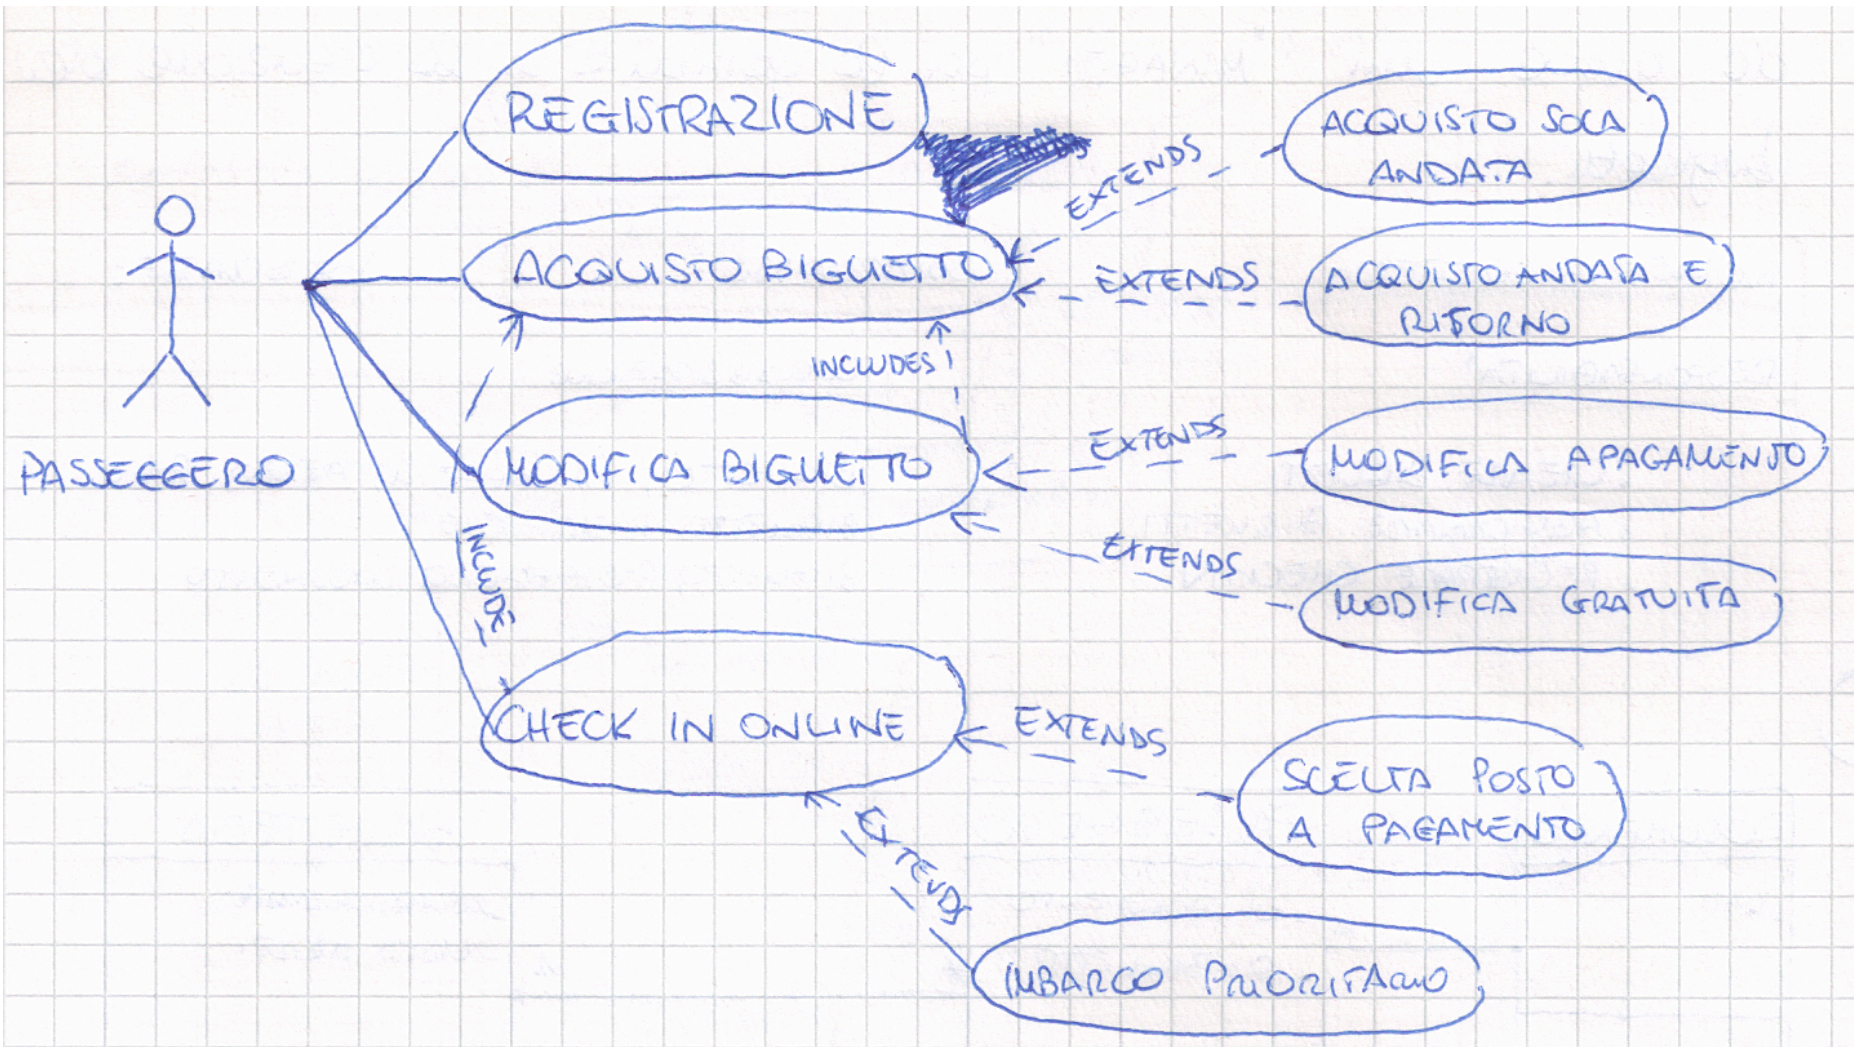 REGISTRAZIONE
ACQUISTO SOLA
ANDATA
EXTENDS
ACQUISTO BIGLIETTO
EXTENDS
ACQUISTO ANDATA E
RITORNO
INCLUDES
PASSEGGERO
MODIFICA BIGLIETTO
EXTENDS
MODIFICA A PAGAMENTO
INCLUDE
EXTENDS
MODIFICA GRATUITA
CHECK IN ONLINE
EXTENDS
SCELTA POSTO
A PAGAMENTO
EXTENDS
IMBARCO PRIORITARIO